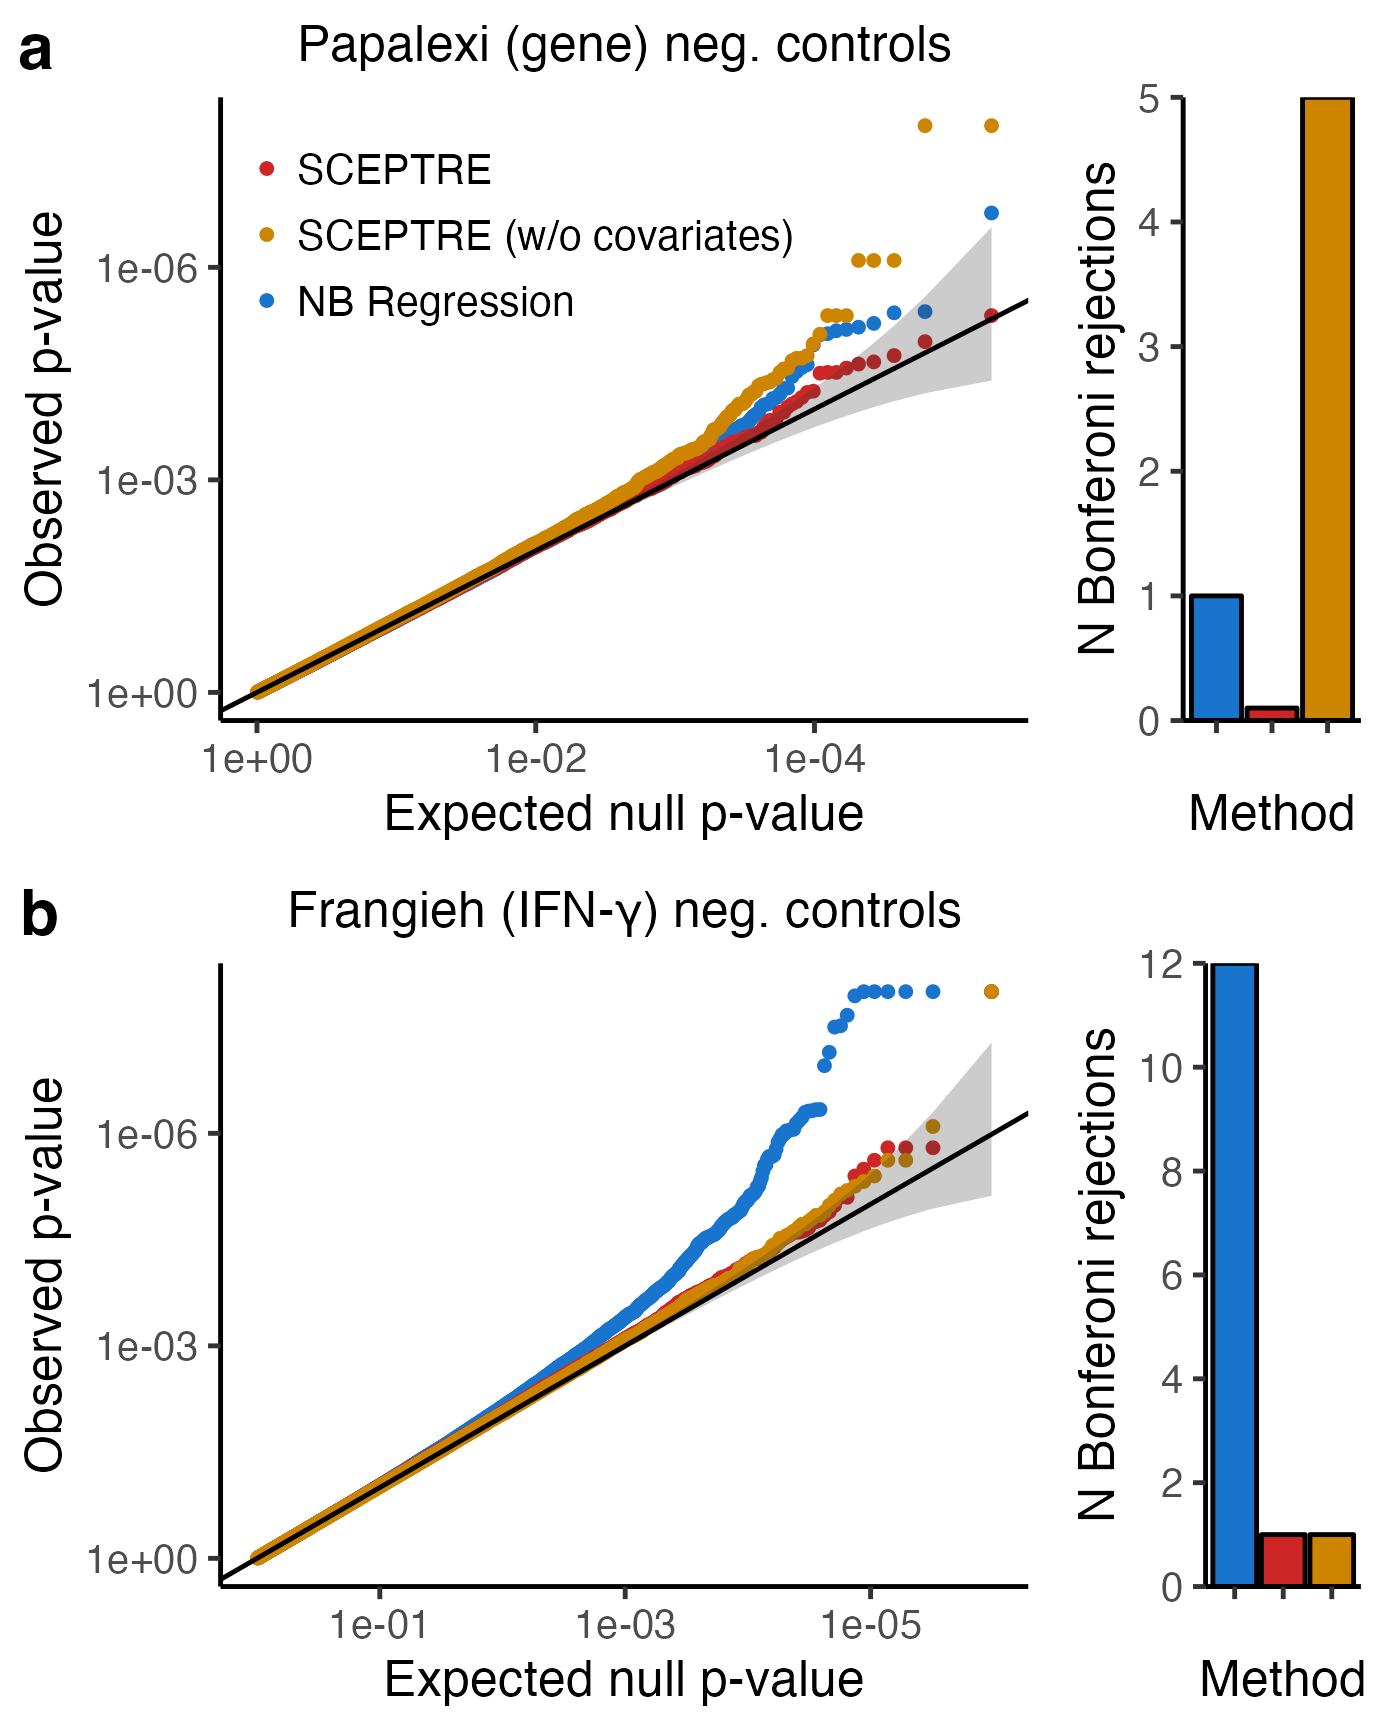 a
Papalexi (gene) neg. controls
SCEPTRE
SCEPTRE (w/o covariates)
NB Regression
Observed p-value
1e-06
1e-03
1e+00
1e+00
1e-02
1e-04
Expected null p-value
N Bonferoni rejections
5
4
3
2
1
0
Method
b
Frangieh (IFN-γ) neg. controls
Observed p-value
1e-06
1e-03
1e+00
1e-01
1e-03
1e-05
Expected null p-value
N Bonferoni rejections
12
10
8
6
4
2
0
Method